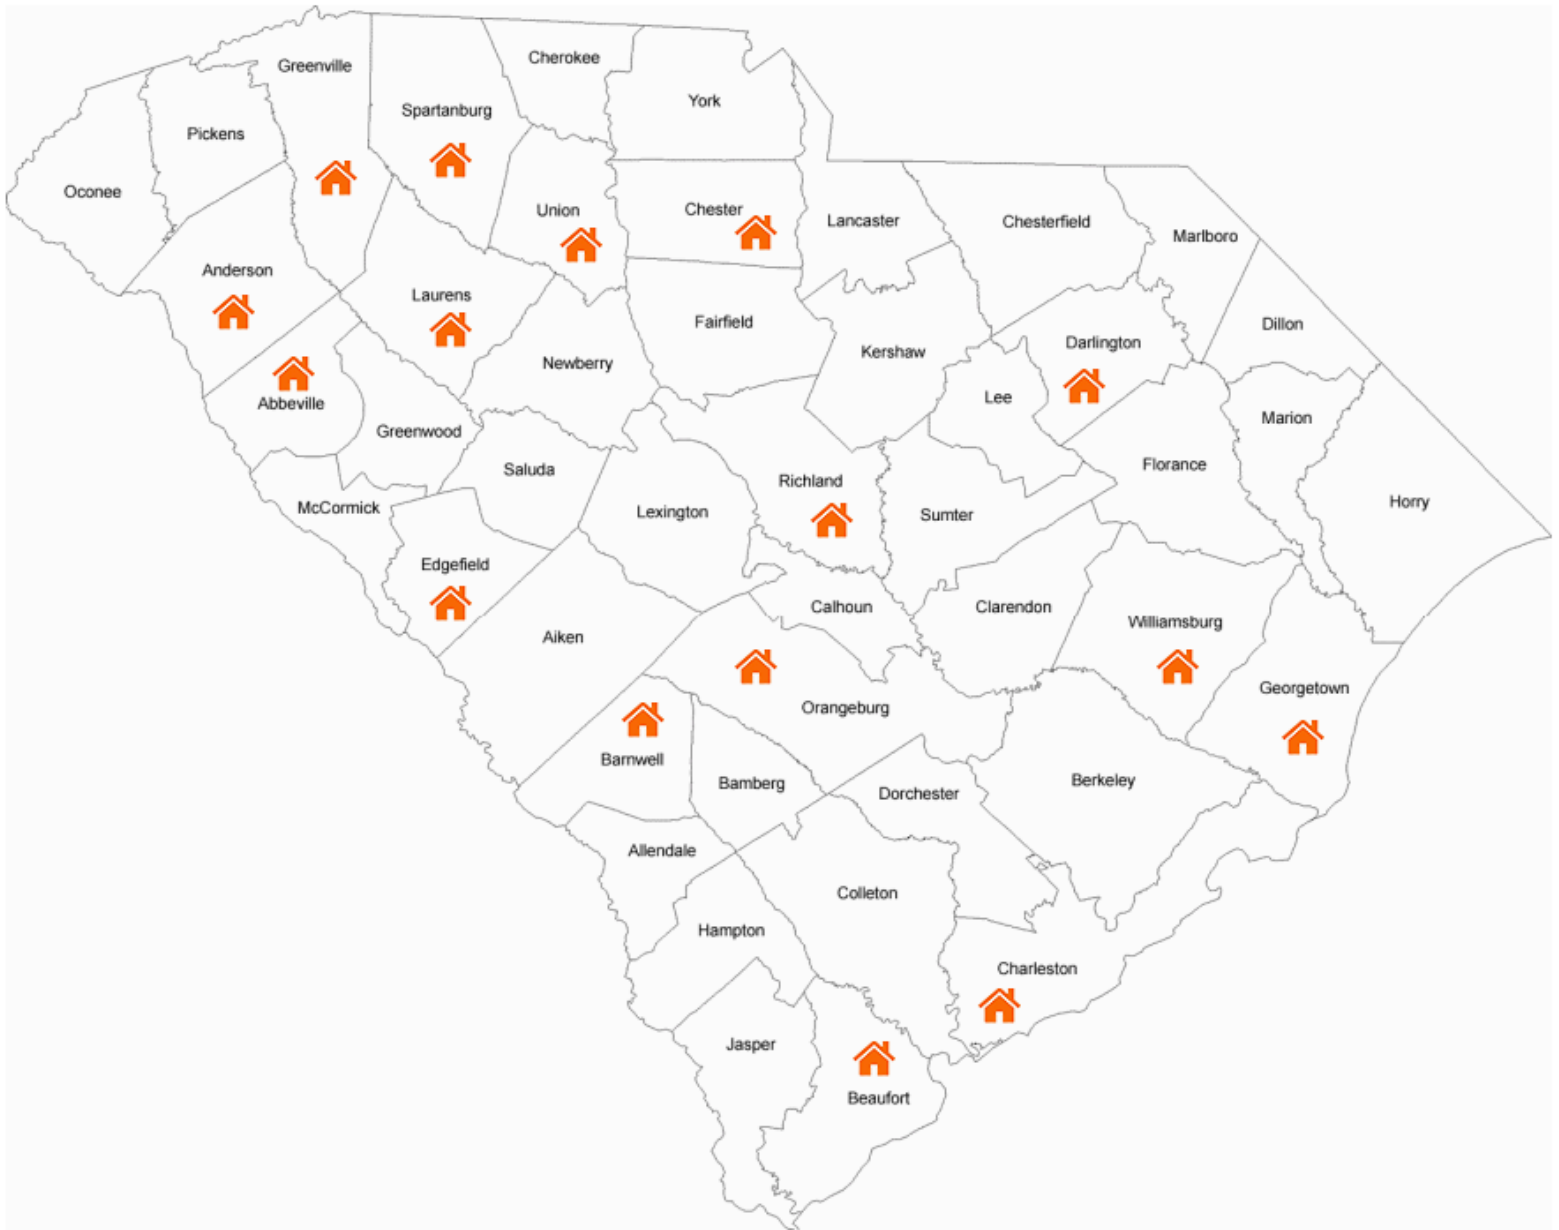 Cherokee
Greenville
York
Spartanburg
Pickens
Oconee
Union
Chester
Lancaster
Chesterfield
Marlboro
Anderson
Laurens
Fairfield
Dillon
Darlington
Kershaw
Newberry
Lee
Abbeville
Marion
Greenwood
Florance
Saluda
Richland
Horry
McCormick
Lexington
Sumter
Edgefield
Calhoun
Clarendon
Williamsburg
Aiken
Georgetown
Orangeburg
Barnwell
Berkeley
Bamberg
Dorchester
Allendale
Colleton
Hampton
Charleston
Jasper
Beaufort